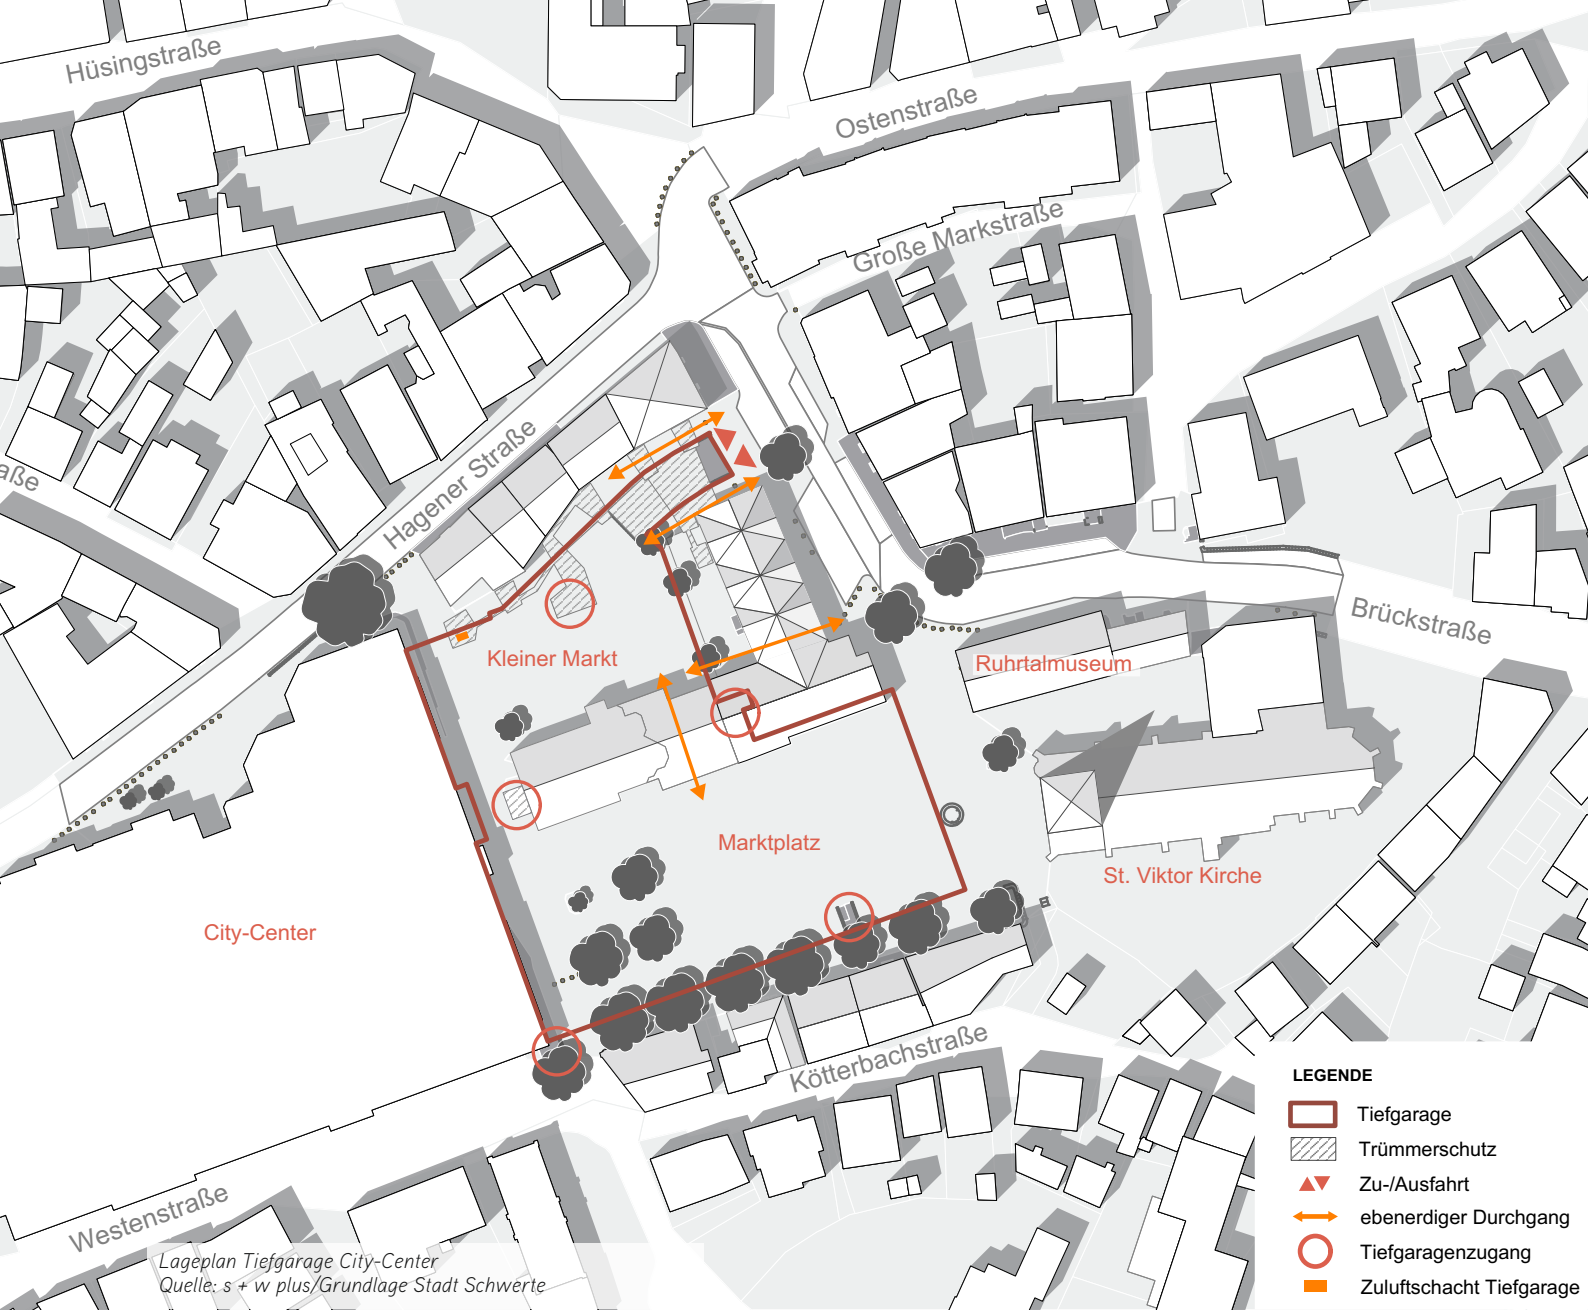 Hüsingstraße
Ostenstraße
Große Markstraße
Hagener Straße
aße
Brückstraße
Kleiner Markt
Ruhrtalmuseum
Marktplatz
St. Viktor Kirche
City-Center
Kötterbachstraße
Westenstraße
LEGENDE
Tiefgarage
Trümmerschutz
Zu-/Ausfahrt
ebenerdiger Durchgang
Tiefgaragenzugang
Zuluftschacht Tiefgarage
Lageplan Tiefgarage City-Center
Quelle: s + w plus/Grundlage Stadt Schwerte